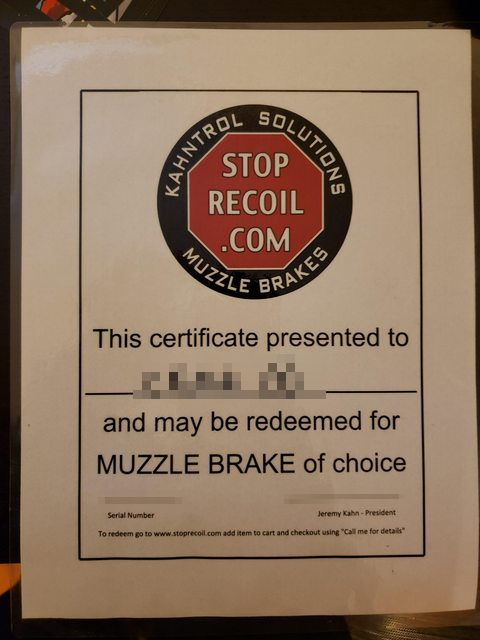 KAHNTROL SOLUTIONS
STOP
RECOIL
.COM
MUZZLE BRAKES
This certificate presented to
and may be redeemed for
MUZZLE BRAKE of choice
Serial Number
Jeremy Kahn - President
To redeem go to www.stoprecoil.com add item to cart and checkout using "Call me for details"